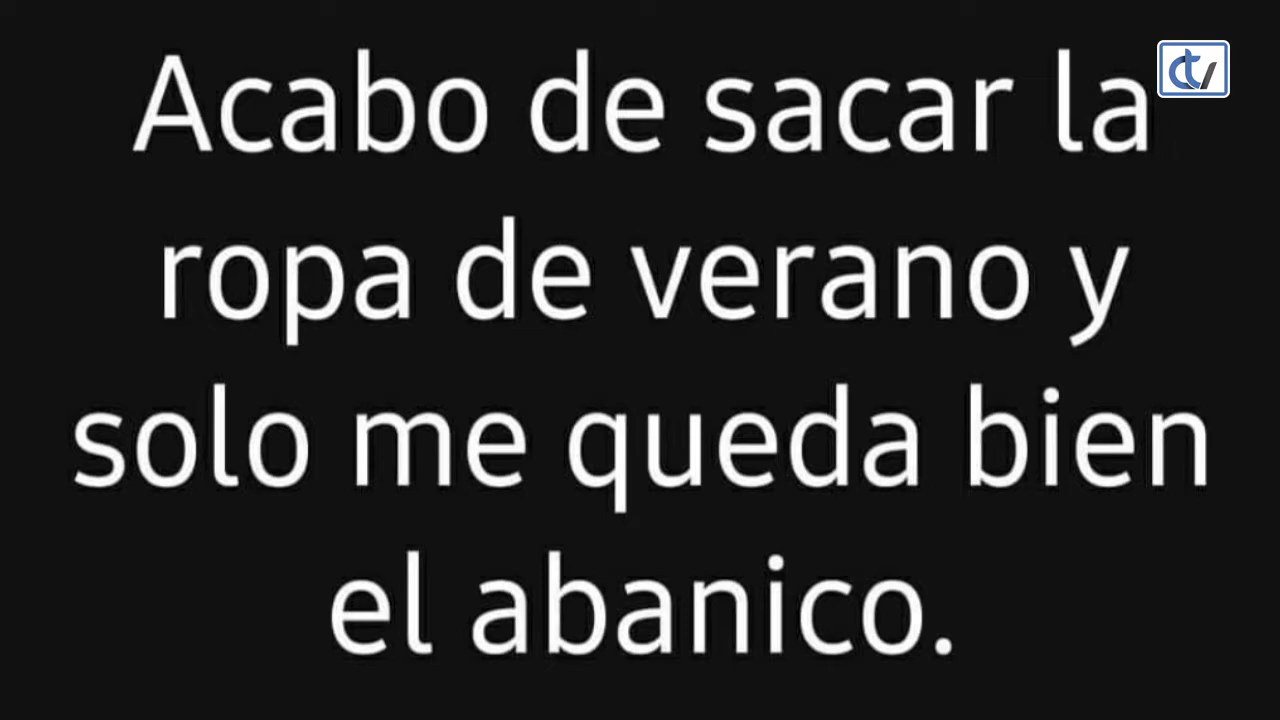 Acabo de sacar la
ropa de verano y
solo me queda bien
el abanico.